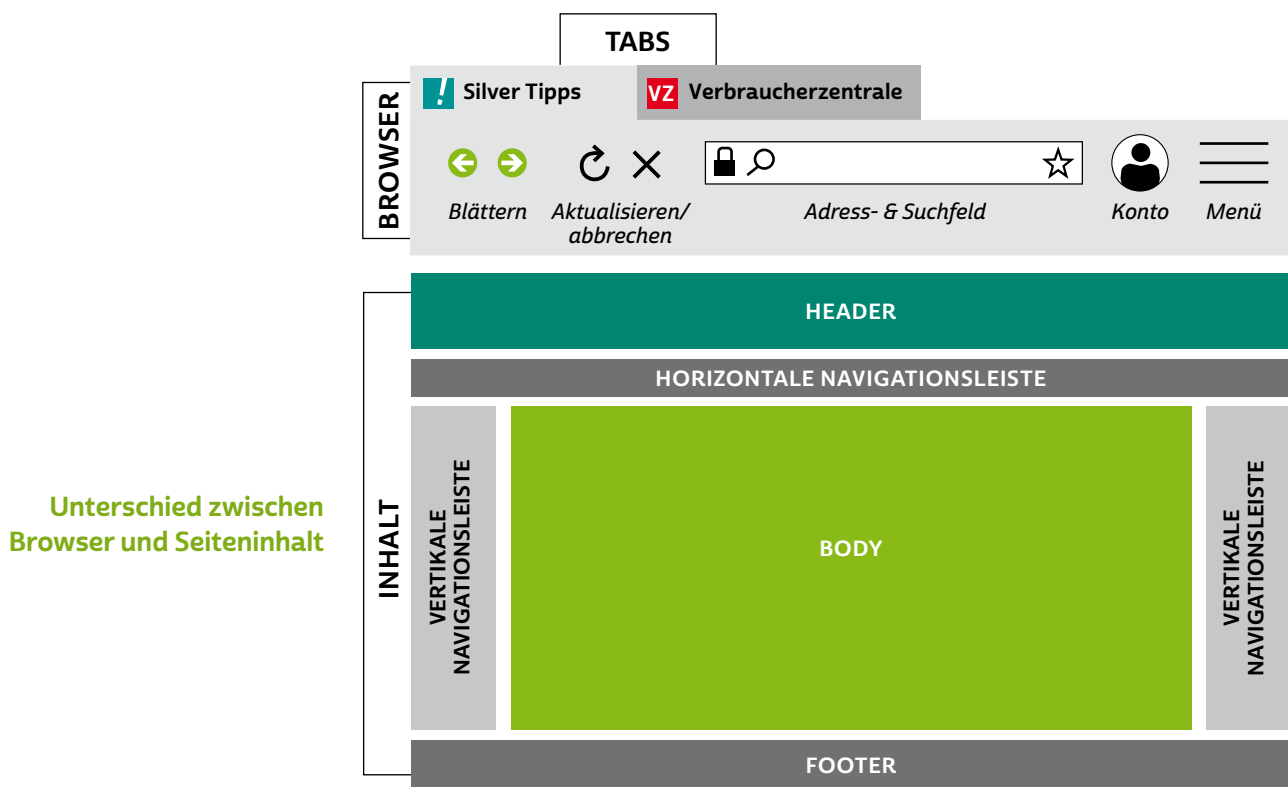 TABS
BROWSER
! Silver Tipps
VZ Verbraucherzentrale
Blättern
Aktualisieren/
abbrechen
Adress- & Suchfeld
Konto
Menü
INHALT
HEADER
HORIZONTALE NAVIGATIONSLEISTE
Unterschied zwischen
Browser und Seiteninhalt
VERTIKALE
NAVIGATIONSLEISTE
BODY
VERTIKALE
NAVIGATIONSLEISTE
FOOTER